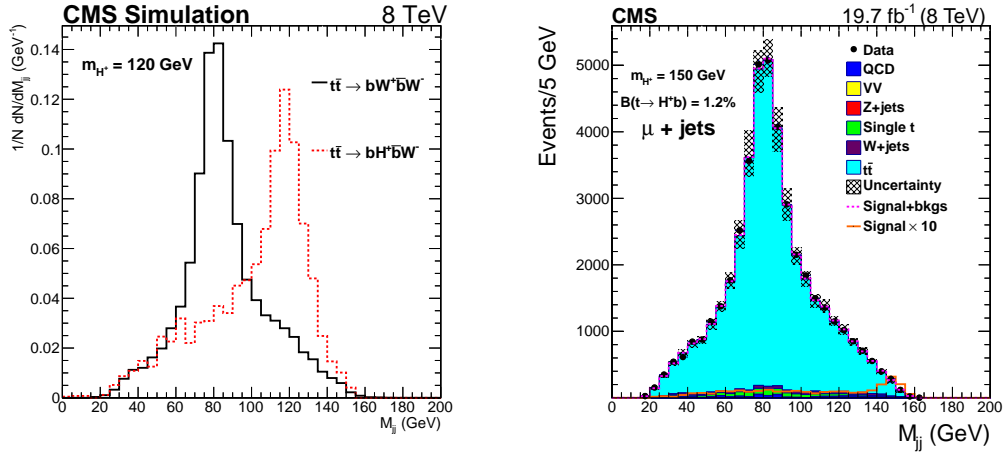 CMS Simulation 8 TeV
1/N dN/dM_jj (GeV⁻¹)
0.14
0.12
0.1
0.08
0.06
0.04
0.02
0
m_H⁺ = 120 GeV
tt̄ → bW⁺b̄W⁻
tt̄ → bH⁺b̄W⁻
0 20 40 60 80 100 120 140 160 180 200
M_jj (GeV)
CMS 19.7 fb⁻¹ (8 TeV)
Events/5 GeV
5000
4000
3000
2000
1000
m_H⁺ = 150 GeV
B(t→ H⁺b) = 1.2%
μ + jets
Data
QCD
VV
Z+jets
Single t
W+jets
tt̄
Uncertainty
Signal+bkgs
Signal × 10
0 20 40 60 80 100 120 140 160 180 200
M_jj (GeV)